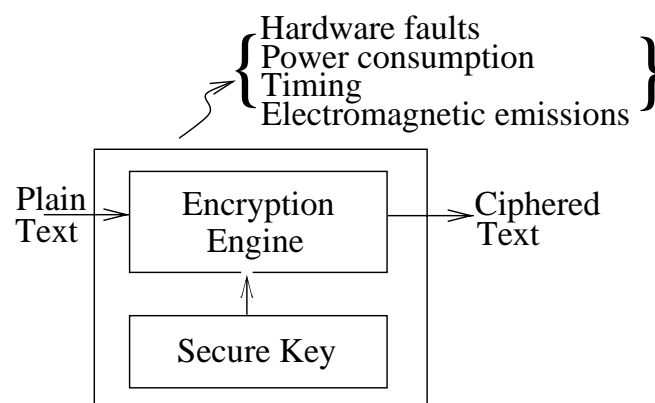 Hardware faults
Power consumption
Timing
Electromagnetic emissions
Plain
Text
Encryption
Engine
Ciphered
Text
Secure Key